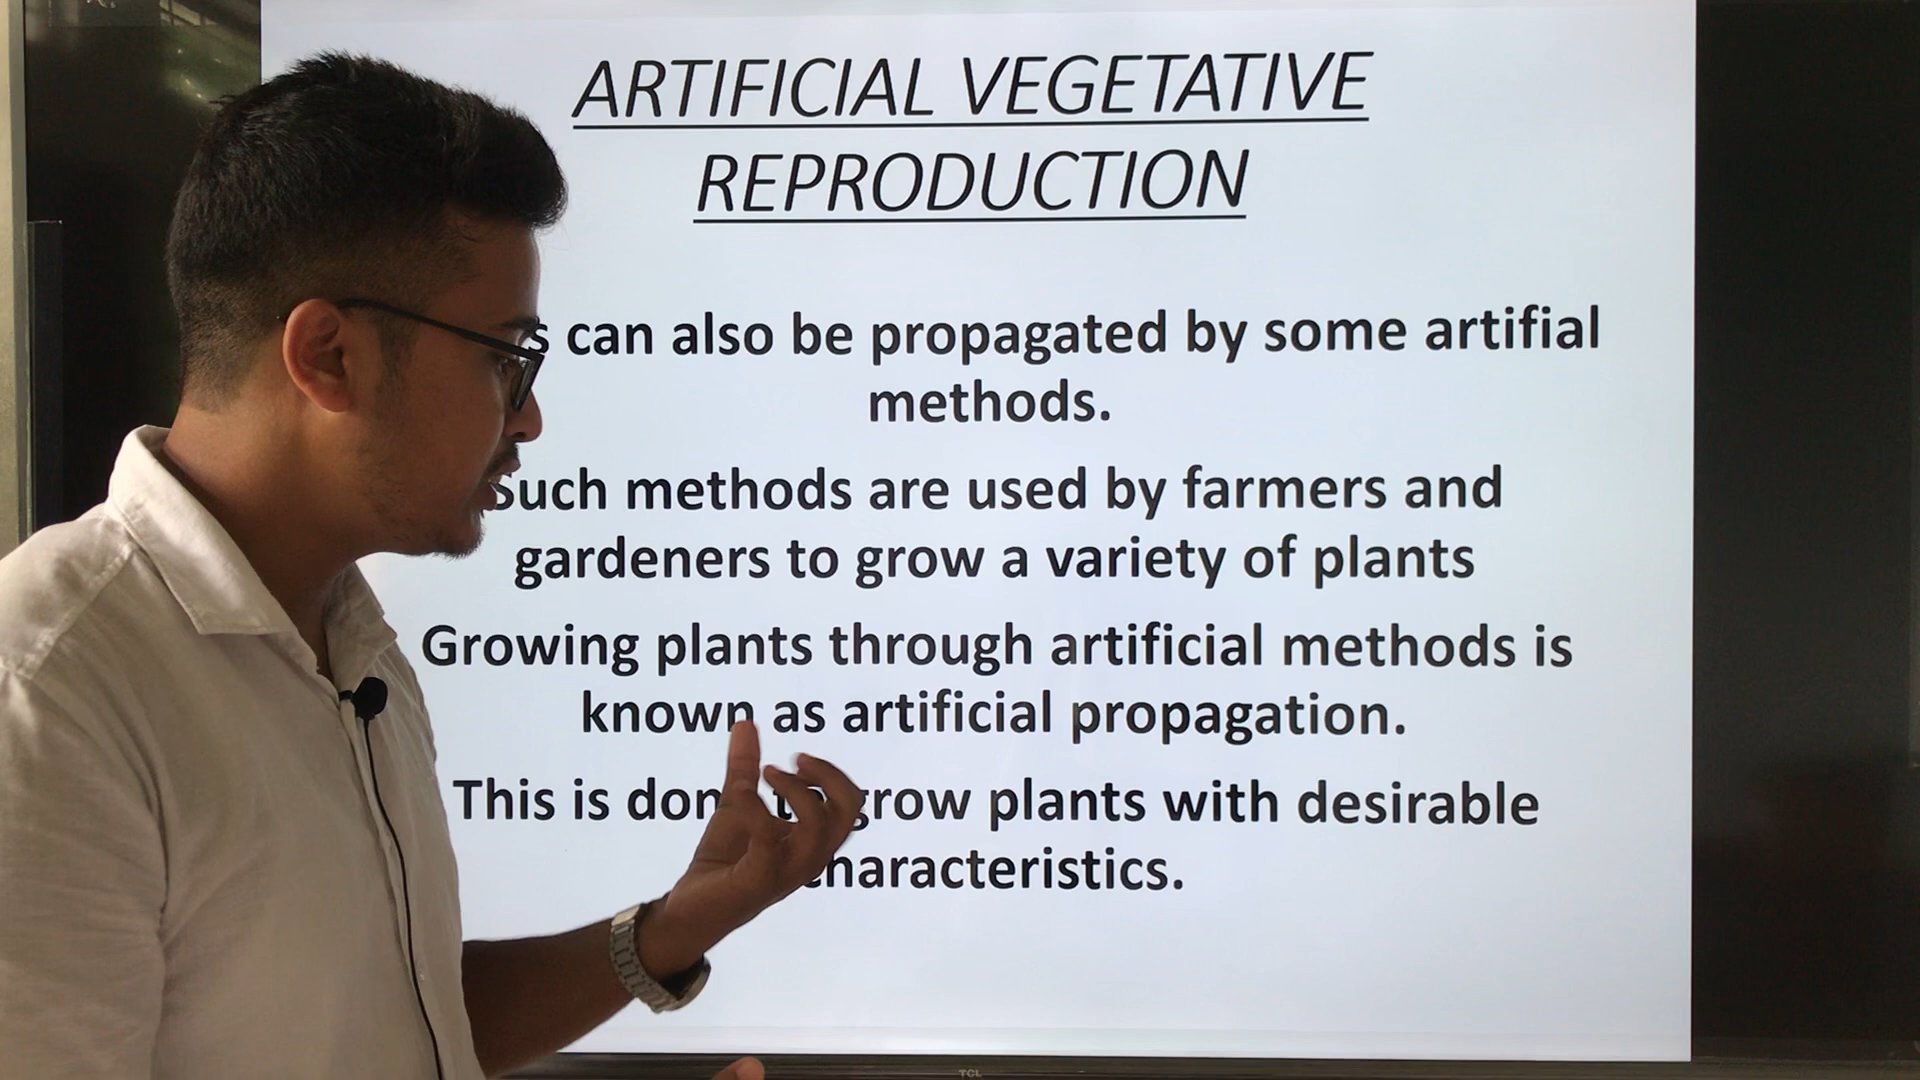 ARTIFICIAL VEGETATIVE
REPRODUCTION
can also be propagated by some artifial
methods.
Such methods are used by farmers and
gardeners to grow a variety of plants
Growing plants through artificial methods is
known as artificial propagation.
This is done to grow plants with desirable
characteristics.
TCL